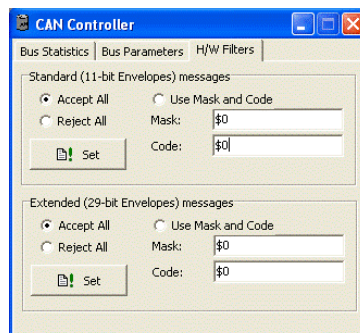 CAN Controller
Bus Statistics Bus Parameters H/W Filters
Standard (11-bit Envelopes) messages
Accept All Use Mask and Code
Reject All Mask: $0
Set Code: $0
Extended (29-bit Envelopes) messages
Accept All Use Mask and Code
Reject All Mask: $0
Set Code: $0